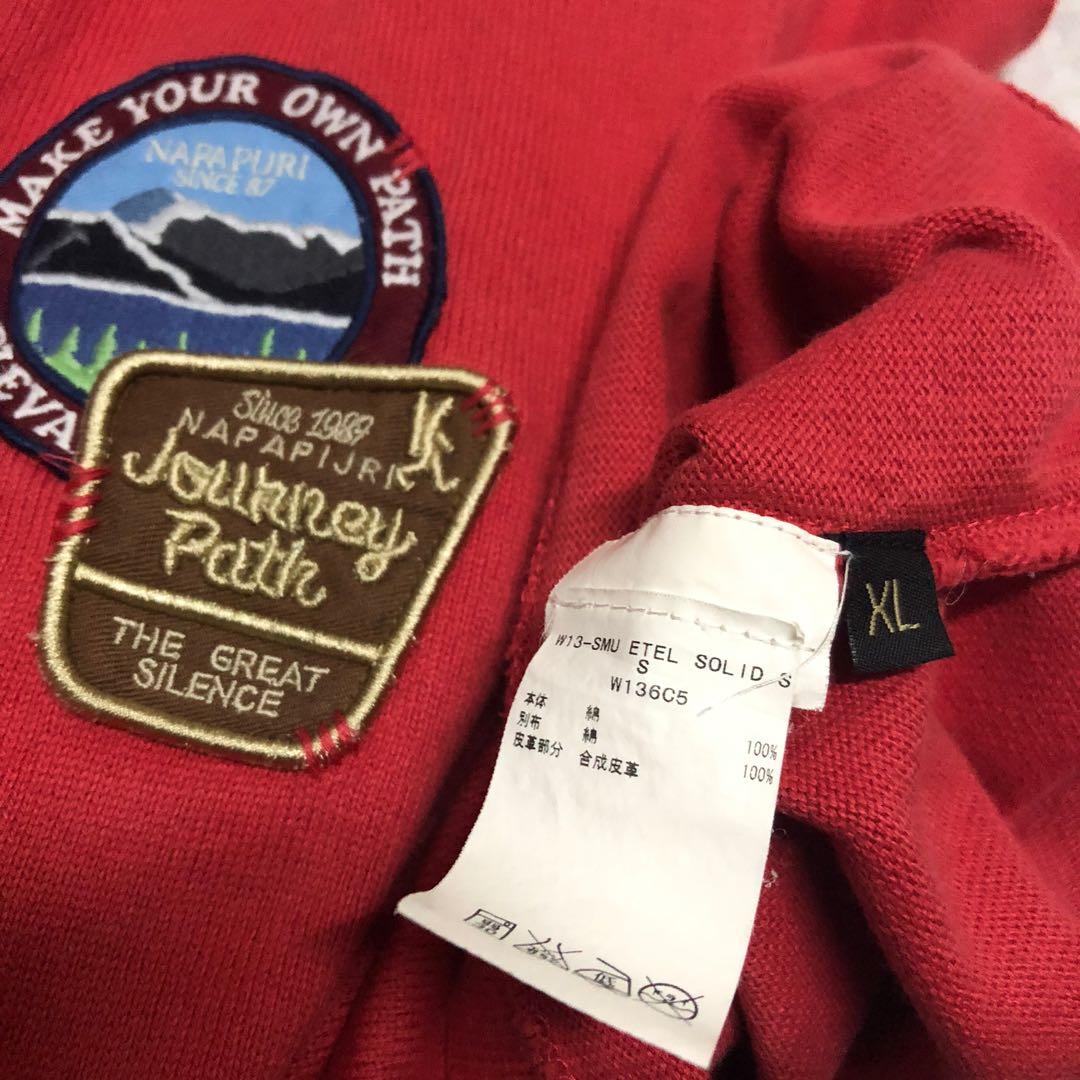 MAKE YOUR OWN PATH
NAPAPIJRI
SINCE 87
Since 1987
NAPAPIJRI
Journey
Path
THE GREAT
SILENCE
XL
W13-SMU ETEL SOLID S
S
W136C5
本体 綿 100%
別布 綿 100%
皮革部分 合成皮革